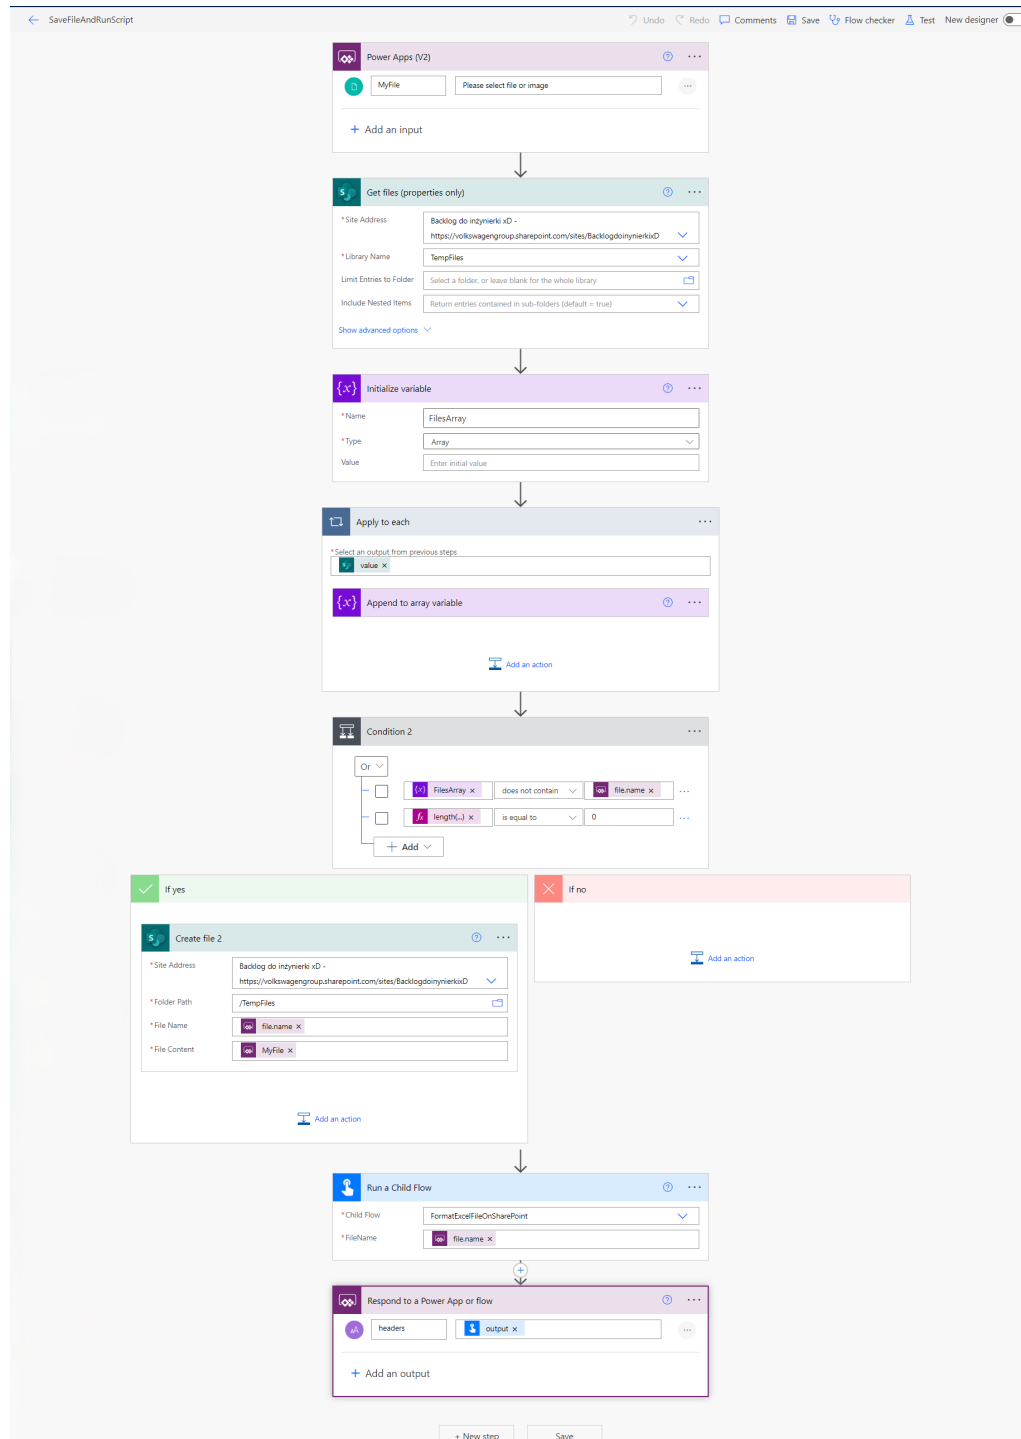 SaveFileAndRunScript
Undo Redo Comments Save Flow checker Test New designer
Power Apps (V2)
MyFile Please select file or image
Add an input
Get files (properties only)
*Site Address
Backlog do inżynierki xD -
https://volkswagengroup.sharepoint.com/sites/BacklogdoinynierkixD
*Library Name TempFiles
Limit Entries to Folder Select a folder, or leave blank for the whole library
Include Nested Items Return entries contained in sub-folders (default = true)
Show advanced options
{x} Initialize variable
*Name FilesArray
*Type Array
Value Enter initial value
Apply to each
*Select an output from previous steps
value ×
{x} Append to array variable
Add an action
Condition 2
Or
{x} FilesArray × does not contain file.name ×
fx length(...) × is equal to 0
+ Add
If yes
If no
Create file 2
Add an action
*Site Address
Backlog do inżynierki xD -
https://volkswagengroup.sharepoint.com/sites/BacklogdoinynierkixD
*Folder Path /TempFiles
*File Name file.name ×
*File Content MyFile ×
Add an action
Run a Child Flow
*Child Flow FormatExcelFileOnSharePoint
*FileName file.name ×
Respond to a Power App or flow
headers output ×
Add an output
+ New step Save